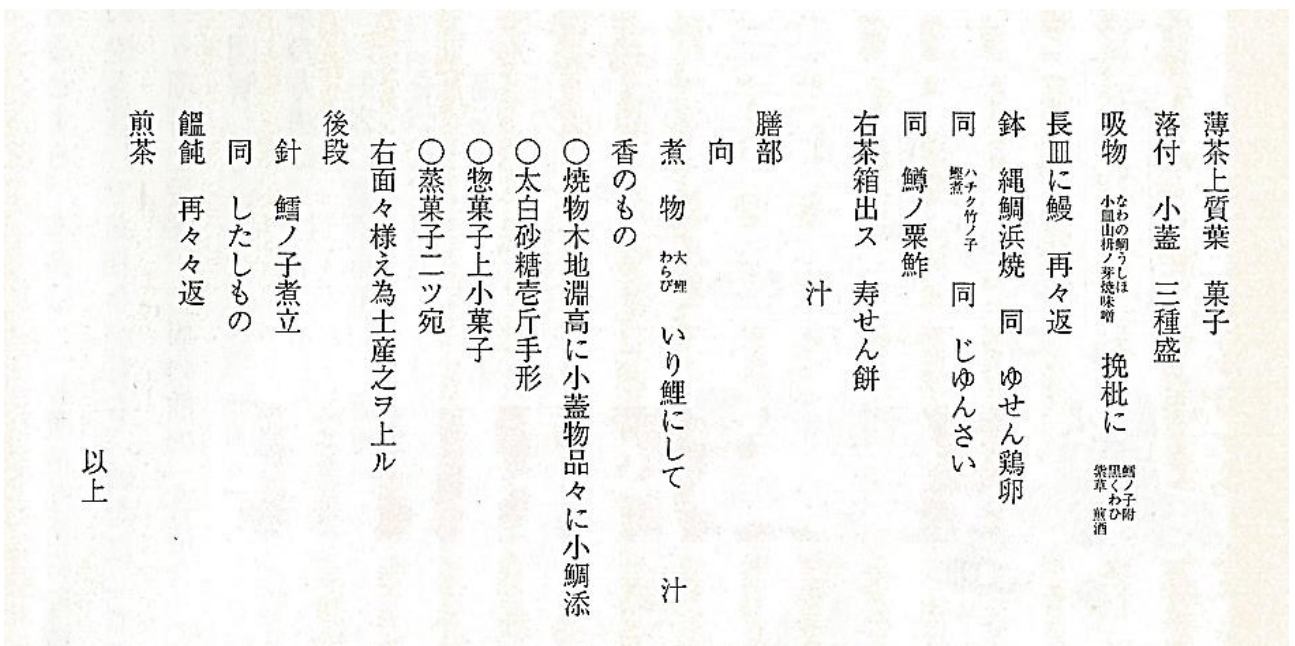 薄茶上質葉　菓子
落付　小蓋　三種盛
吸物　なわの鯛うしほ　小皿山椒ノ芽焼味噌　挽枇に　鱈ノ子附　黒くわひ　紫草　煎酒
長皿に鰻　再々返
鉢　縄鯛浜焼　同　ゆせん鶏卵
同　ハチク竹ノ子　鰹煮　同　じゆんさい
同　鱒ノ粟鮓
右茶箱出ス　寿せん餅
汁
膳部
向
煮　物　大鯉　わらび　いり鯉にして　汁
香のもの
〇焼物木地淵高に小蓋物品々に小鯛添
〇太白砂糖壱斤手形
〇惣菓子上小菓子
〇蒸菓子二ツ宛
右面々様え為土産之ヲ上ル
後段
針　鱈ノ子煮立
同　したしもの
饂飩　再々々返
煎茶
以上